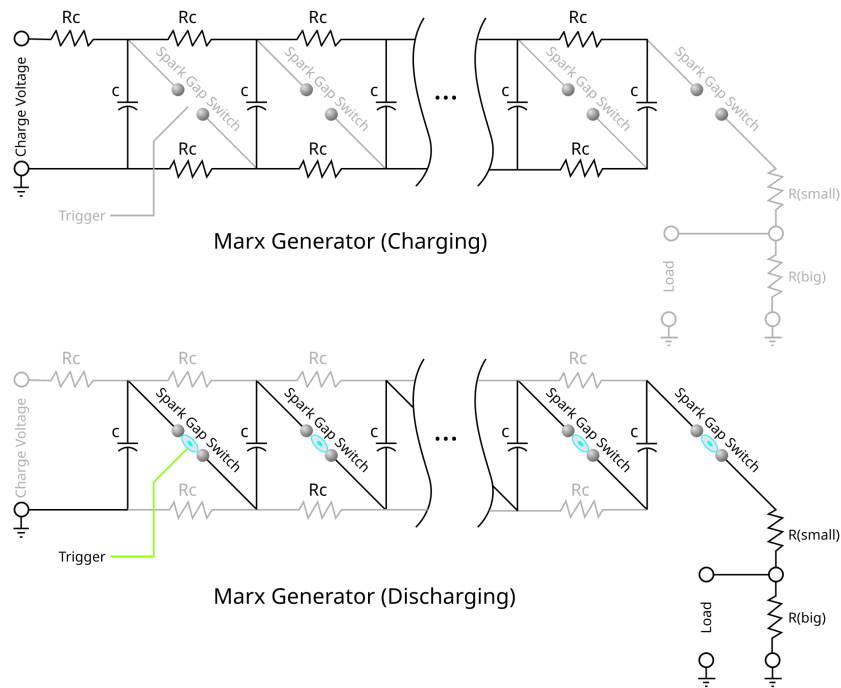 Rc Rc Rc Rc
Charge Voltage
c Spark Gap Switch c Spark Gap Switch c ... c Spark Gap Switch c Spark Gap Switch
Rc Rc Rc
Trigger
R(small)
Marx Generator (Charging)
Load R(big)
Rc Rc Rc Rc
Charge Voltage
c Spark Gap Switch c Spark Gap Switch c ... c Spark Gap Switch c Spark Gap Switch
Rc Rc Rc
Trigger
R(small)
Marx Generator (Discharging)
Load R(big)